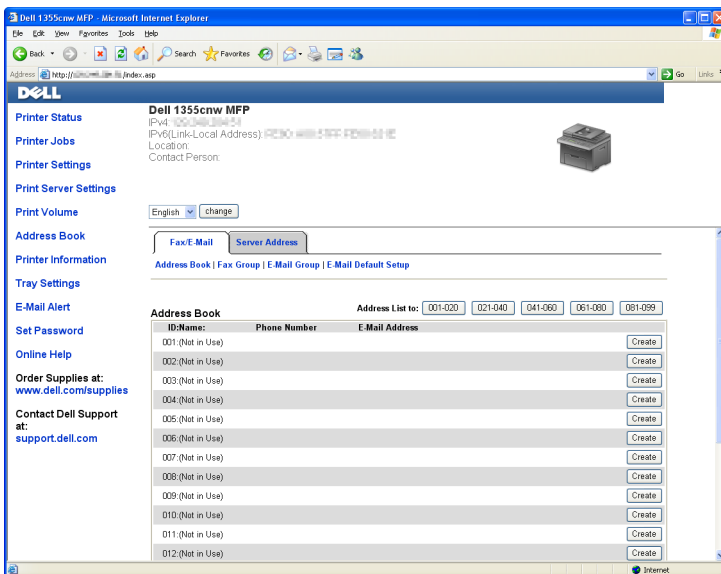 Dell 1355cnw MFP - Microsoft Internet Explorer
File Edit View Favorites Tools Help
Back Search Favorites
Address http:// /index.asp Go Links
DELL
Dell 1355cnw MFP
IPv4:
IPv6(Link-Local Address):
Location:
Contact Person:
Printer Status
Printer Jobs
Printer Settings
Print Server Settings
Print Volume
Address Book
Printer Information
Tray Settings
E-Mail Alert
Set Password
Online Help
Order Supplies at:
www.dell.com/supplies
Contact Dell Support
at:
support.dell.com
English change
Fax/E-Mail Server Address
Address Book | Fax Group | E-Mail Group | E-Mail Default Setup
Address Book Address List to: 001-020 021-040 041-060 061-080 081-099
ID:Name: Phone Number E-Mail Address
001:(Not in Use) Create
002:(Not in Use) Create
003:(Not in Use) Create
004:(Not in Use) Create
005:(Not in Use) Create
006:(Not in Use) Create
007:(Not in Use) Create
008:(Not in Use) Create
009:(Not in Use) Create
010:(Not in Use) Create
011:(Not in Use) Create
012:(Not in Use) Create
Internet